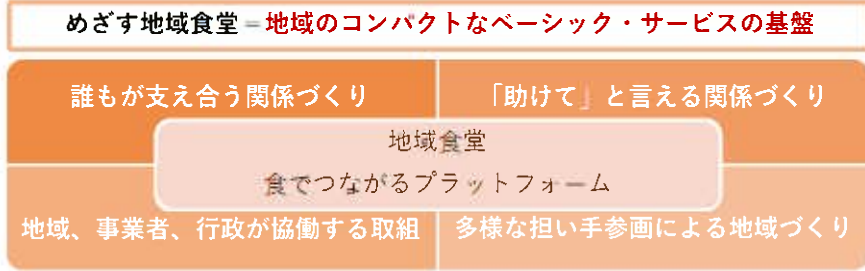 めざす地域食堂＝地域のコンパクトなベーシック・サービスの基盤
誰もが支え合う関係づくり
「助けて」と言える関係づくり
地域食堂
食でつながるプラットフォーム
地域、事業者、行政が協働する取組
多様な担い手参画による地域づくり